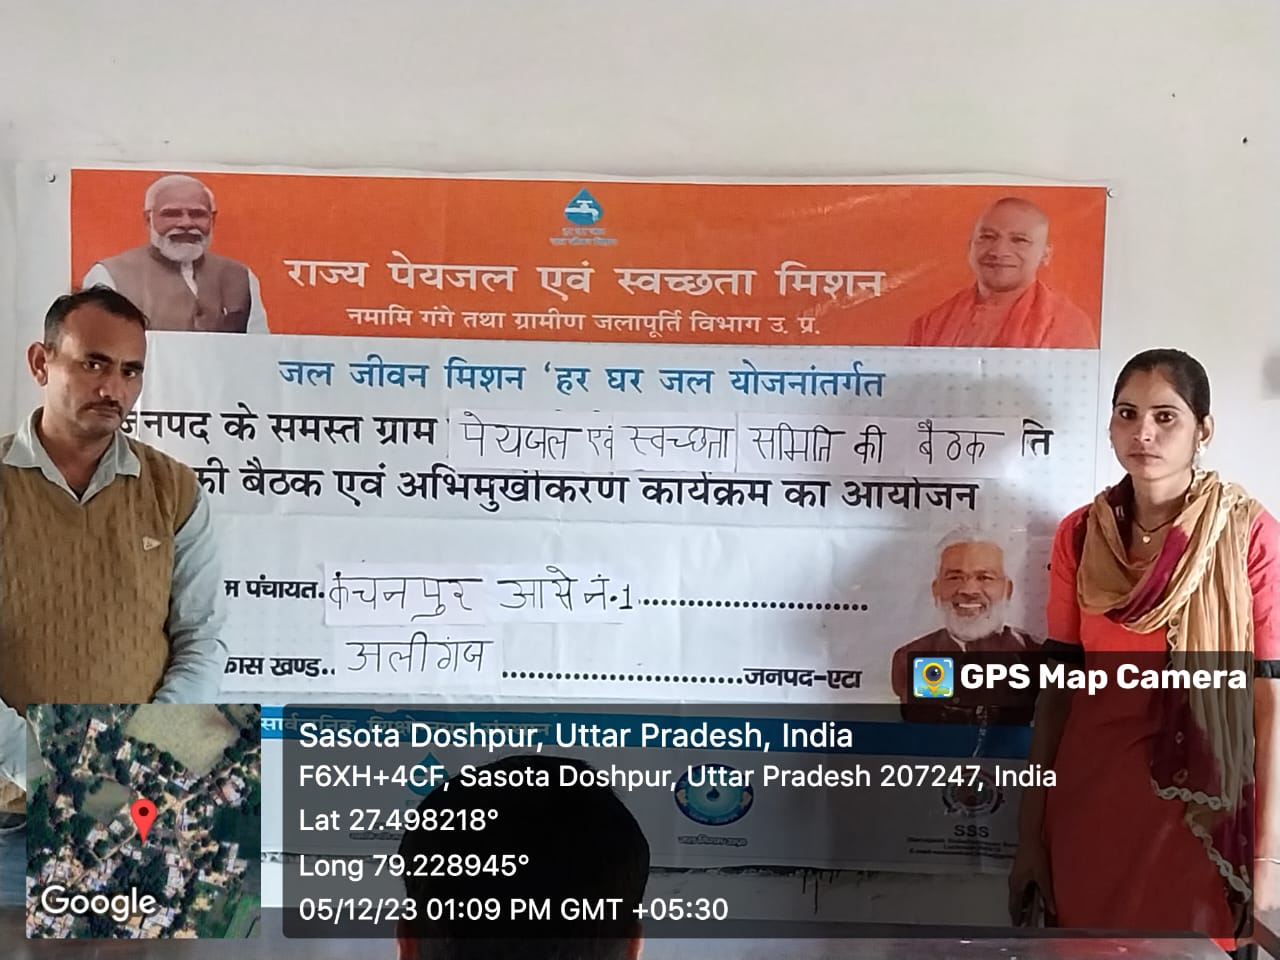 राज्य पेयजल एवं स्वच्छता मिशन
नमामि गंगे तथा ग्रामीण जलापूर्ति विभाग उ. प्र.
जल जीवन मिशन ‘हर घर जल योजनांतर्गत
जनपद के समस्त ग्राम पेयजल एवं स्वच्छता समिति की बैठक ति
की बैठक एवं अभिमुखीकरण कार्यक्रम का आयोजन
म पंचायत. कंचनपुर आसे नं.1
कास खण्ड.. अलीगंज जनपद-एटा
GPS Map Camera
Sasota Doshpur, Uttar Pradesh, India
F6XH+4CF, Sasota Doshpur, Uttar Pradesh 207247, India
Lat 27.498218°
Long 79.228945°
05/12/23 01:09 PM GMT +05:30
Google
SSS